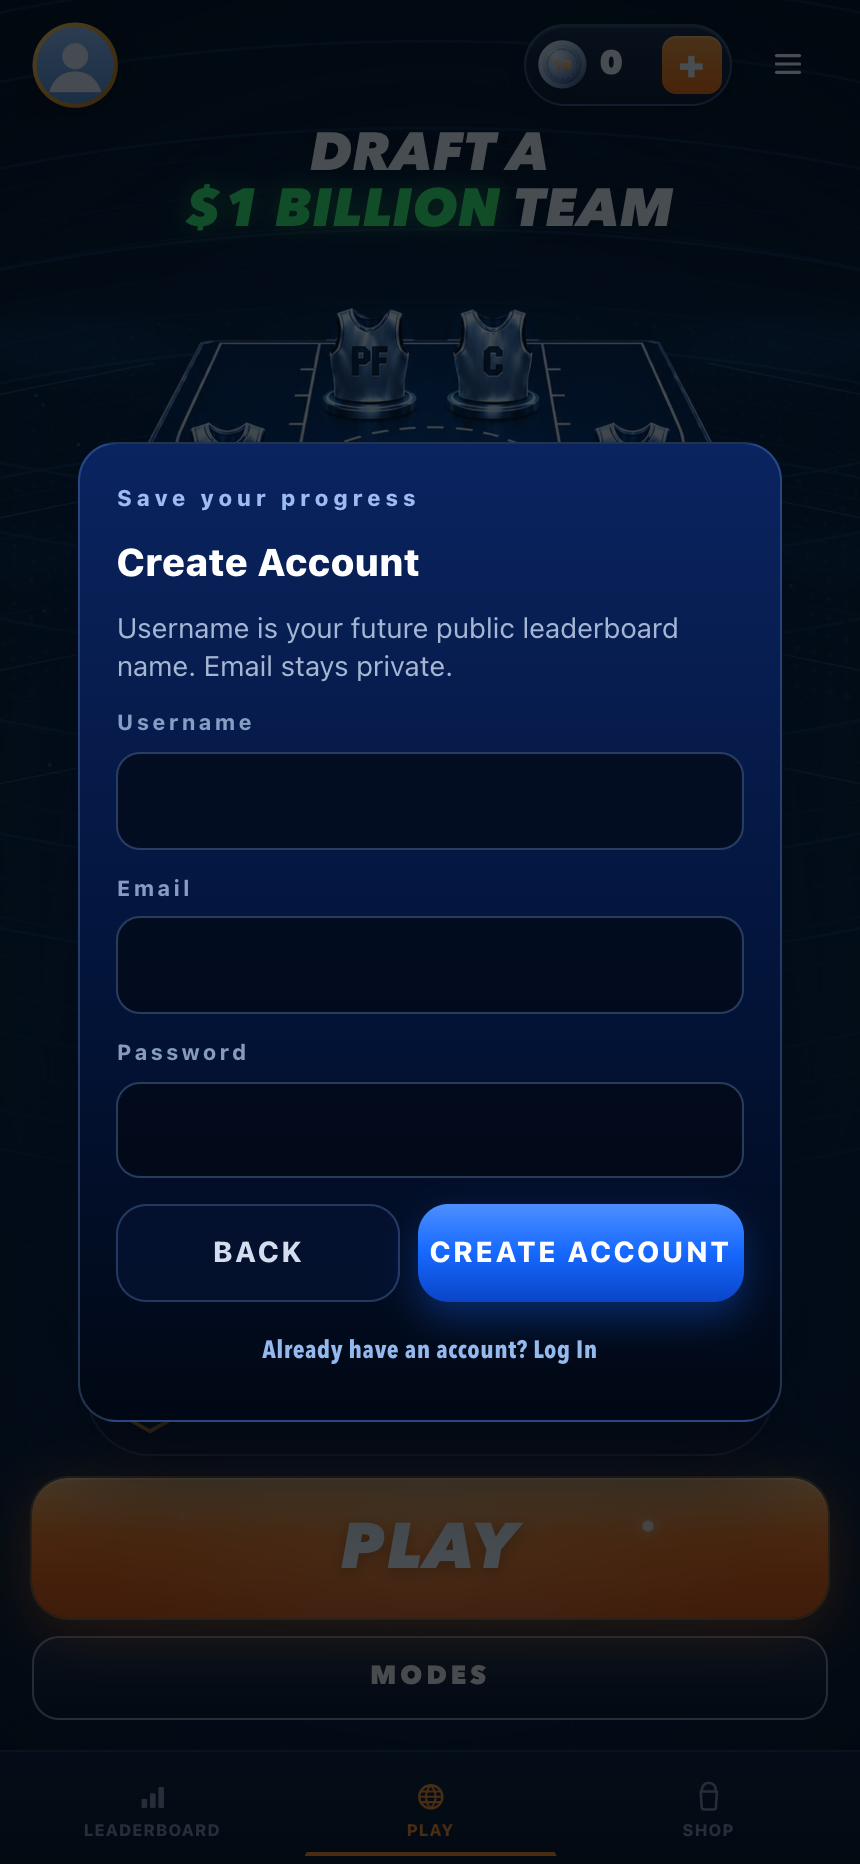 0
DRAFT A
$1 BILLION TEAM
PF
C
Save your progress
Create Account
Username is your future public leaderboard
name. Email stays private.
Username
Email
Password
BACK
CREATE ACCOUNT
Already have an account? Log In
PLAY
MODES
LEADERBOARD
PLAY
SHOP